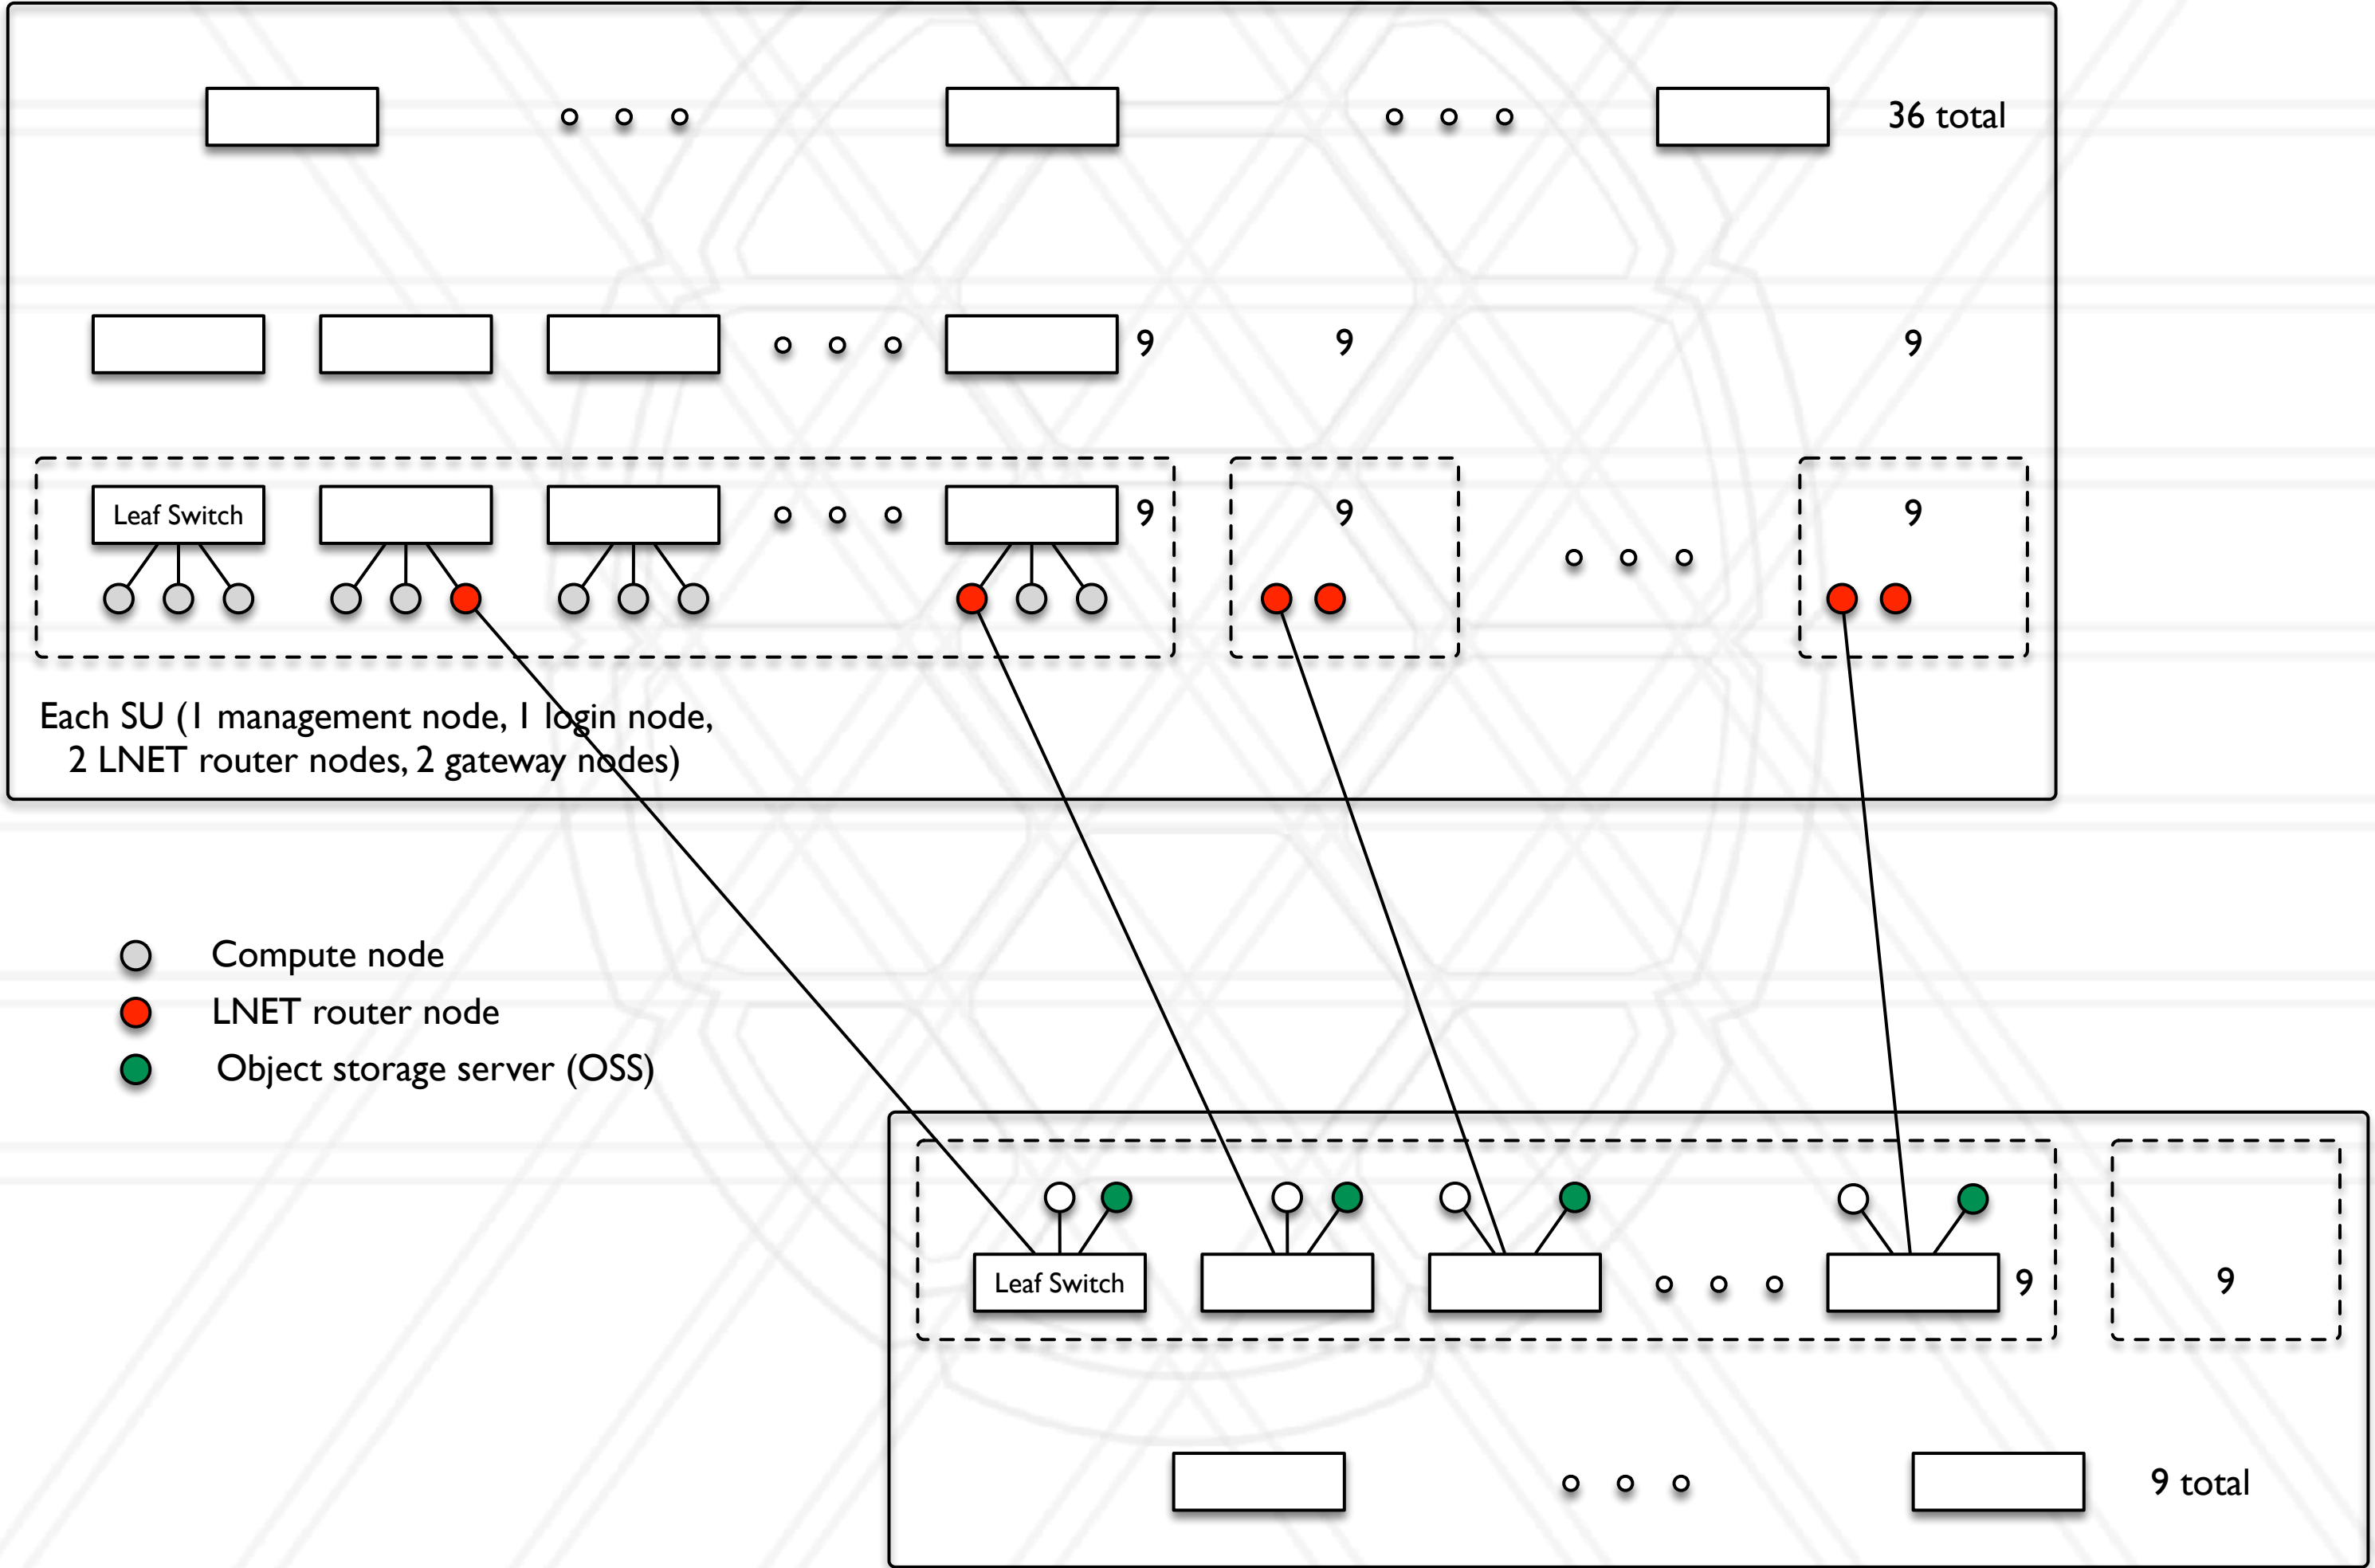 36 total
9
9
9
Leaf Switch
9
9
9
Each SU (1 management node, 1 login node,
2 LNET router nodes, 2 gateway nodes)
Compute node
LNET router node
Object storage server (OSS)
Leaf Switch
9
9
9 total